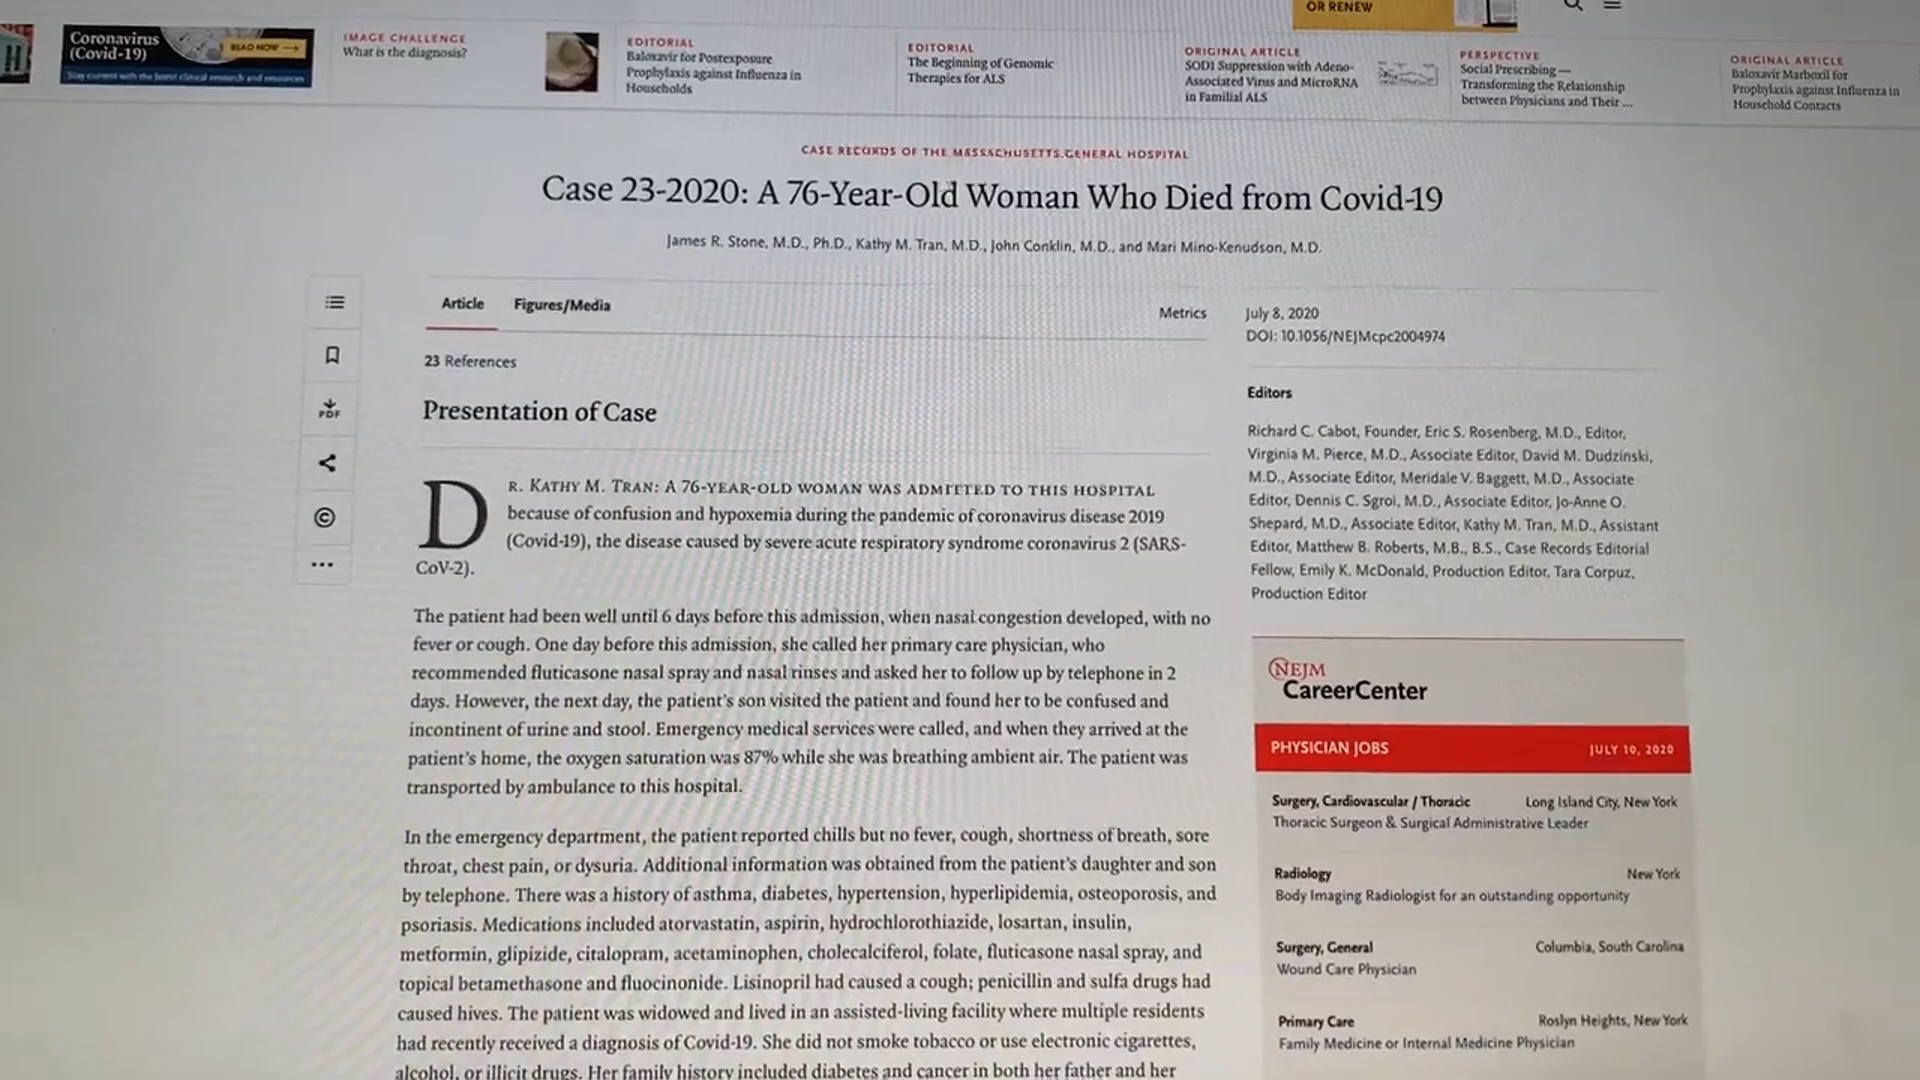 OR RENEW
Coronavirus
(Covid-19)
READ NOW
Stay current with the latest clinical research and resources
IMAGE CHALLENGE
What is the diagnosis?
EDITORIAL
Baloxavir for Postexposure
Prophylaxis against Influenza in
Households
EDITORIAL
The Beginning of Genomic
Therapies for ALS
ORIGINAL ARTICLE
SOD1 Suppression with Adeno-
Associated Virus and MicroRNA
in Familial ALS
PERSPECTIVE
Social Prescribing —
Transforming the Relationship
between Physicians and Their ...
ORIGINAL ARTICLE
Baloxavir Marboxil for
Prophylaxis against Influenza in
Household Contacts
CASE RECORDS OF THE MASSACHUSETTS GENERAL HOSPITAL
Case 23-2020: A 76-Year-Old Woman Who Died from Covid-19
James R. Stone, M.D., Ph.D., Kathy M. Tran, M.D., John Conklin, M.D., and Mari Mino-Kenudson, M.D.
Article
Figures/Media
Metrics
PDF
23 References
Presentation of Case
DR. KATHY M. TRAN: A 76-YEAR-OLD WOMAN WAS ADMITTED TO THIS HOSPITAL
because of confusion and hypoxemia during the pandemic of coronavirus disease 2019
(Covid-19), the disease caused by severe acute respiratory syndrome coronavirus 2 (SARS-
CoV-2).
The patient had been well until 6 days before this admission, when nasal congestion developed, with no
fever or cough. One day before this admission, she called her primary care physician, who
recommended fluticasone nasal spray and nasal rinses and asked her to follow up by telephone in 2
days. However, the next day, the patient's son visited the patient and found her to be confused and
incontinent of urine and stool. Emergency medical services were called, and when they arrived at the
patient's home, the oxygen saturation was 87% while she was breathing ambient air. The patient was
transported by ambulance to this hospital.
In the emergency department, the patient reported chills but no fever, cough, shortness of breath, sore
throat, chest pain, or dysuria. Additional information was obtained from the patient's daughter and son
by telephone. There was a history of asthma, diabetes, hypertension, hyperlipidemia, osteoporosis, and
psoriasis. Medications included atorvastatin, aspirin, hydrochlorothiazide, losartan, insulin,
metformin, glipizide, citalopram, acetaminophen, cholecalciferol, folate, fluticasone nasal spray, and
topical betamethasone and fluocinonide. Lisinopril had caused a cough; penicillin and sulfa drugs had
caused hives. The patient was widowed and lived in an assisted-living facility where multiple residents
had recently received a diagnosis of Covid-19. She did not smoke tobacco or use electronic cigarettes,
alcohol, or illicit drugs. Her family history included diabetes and cancer in both her father and her
July 8, 2020
DOI: 10.1056/NEJMcpc2004974
Editors
Richard C. Cabot, Founder, Eric S. Rosenberg, M.D., Editor,
Virginia M. Pierce, M.D., Associate Editor, David M. Dudzinski,
M.D., Associate Editor, Meridale V. Baggett, M.D., Associate
Editor, Dennis C. Sgroi, M.D., Associate Editor, Jo-Anne O.
Shepard, M.D., Associate Editor, Kathy M. Tran, M.D., Assistant
Editor, Matthew B. Roberts, M.B., B.S., Case Records Editorial
Fellow, Emily K. McDonald, Production Editor, Tara Corpuz,
Production Editor
NEJM
CareerCenter
PHYSICIAN JOBS JULY 10, 2020
Surgery, Cardiovascular / Thoracic Long Island City, New York
Thoracic Surgeon & Surgical Administrative Leader
Radiology New York
Body Imaging Radiologist for an outstanding opportunity
Surgery, General Columbia, South Carolina
Wound Care Physician
Primary Care Roslyn Heights, New York
Family Medicine or Internal Medicine Physician